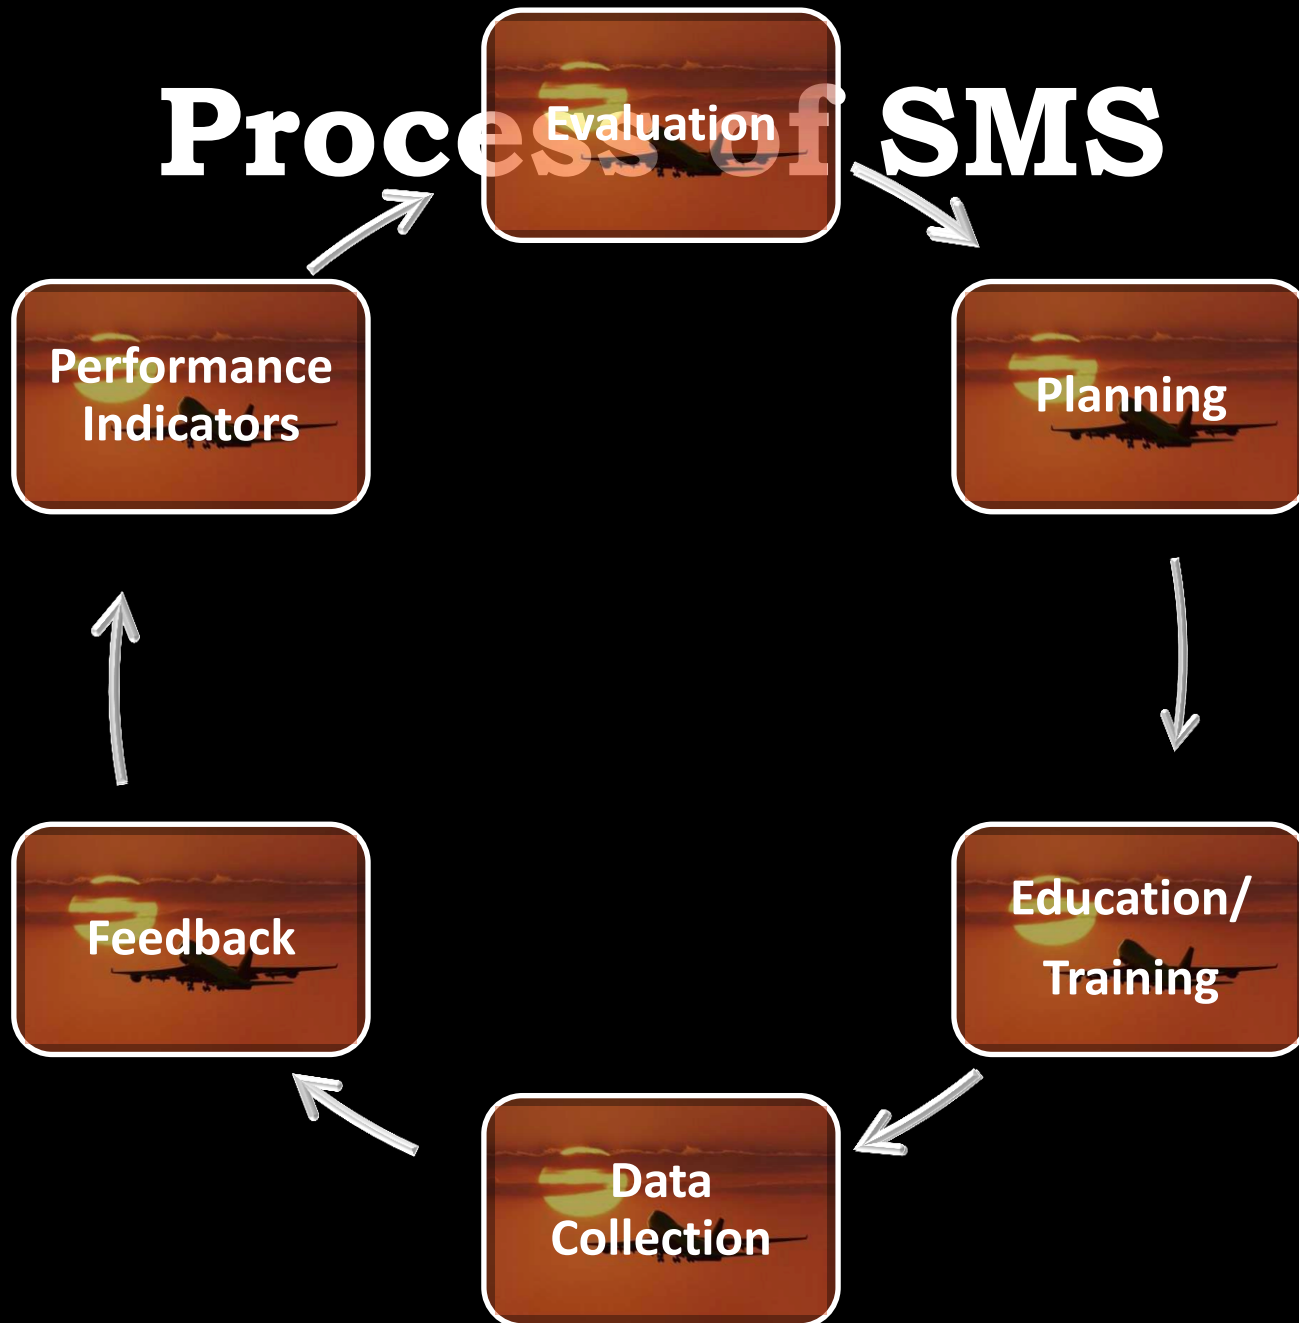 Process of SMS
Evaluation
Planning
Education/
Training
Data
Collection
Feedback
Performance
Indicators